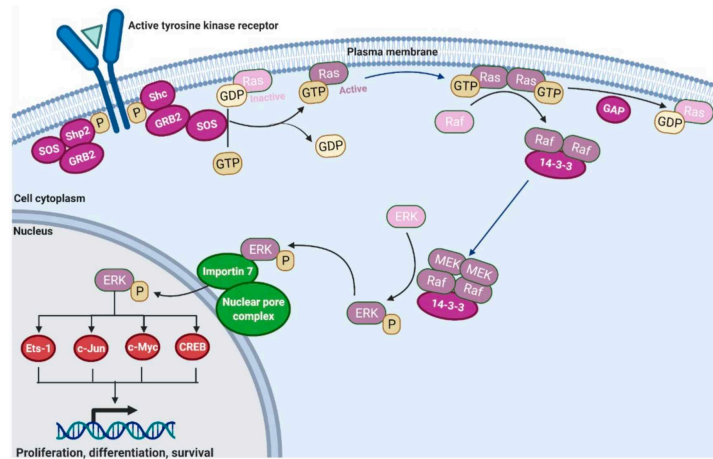 Active tyrosine kinase receptor
Plasma membrane
P
P
Shc
Shp2
SOS
GRB2
GRB2
SOS
Ras
GDP
Inactive
GTP
Ras
GTP
Active
GDP
GTP
Ras
Ras
GTP
Raf
GAP
Ras
GDP
Raf
Raf
14-3-3
Cell cytoplasm
Nucleus
ERK
ERK
P
Importin 7
Nuclear pore
complex
ERK
P
MEK
MEK
Raf
Raf
14-3-3
ERK
P
Ets-1
c-Jun
c-Myc
CREB
Proliferation, differentiation, survival